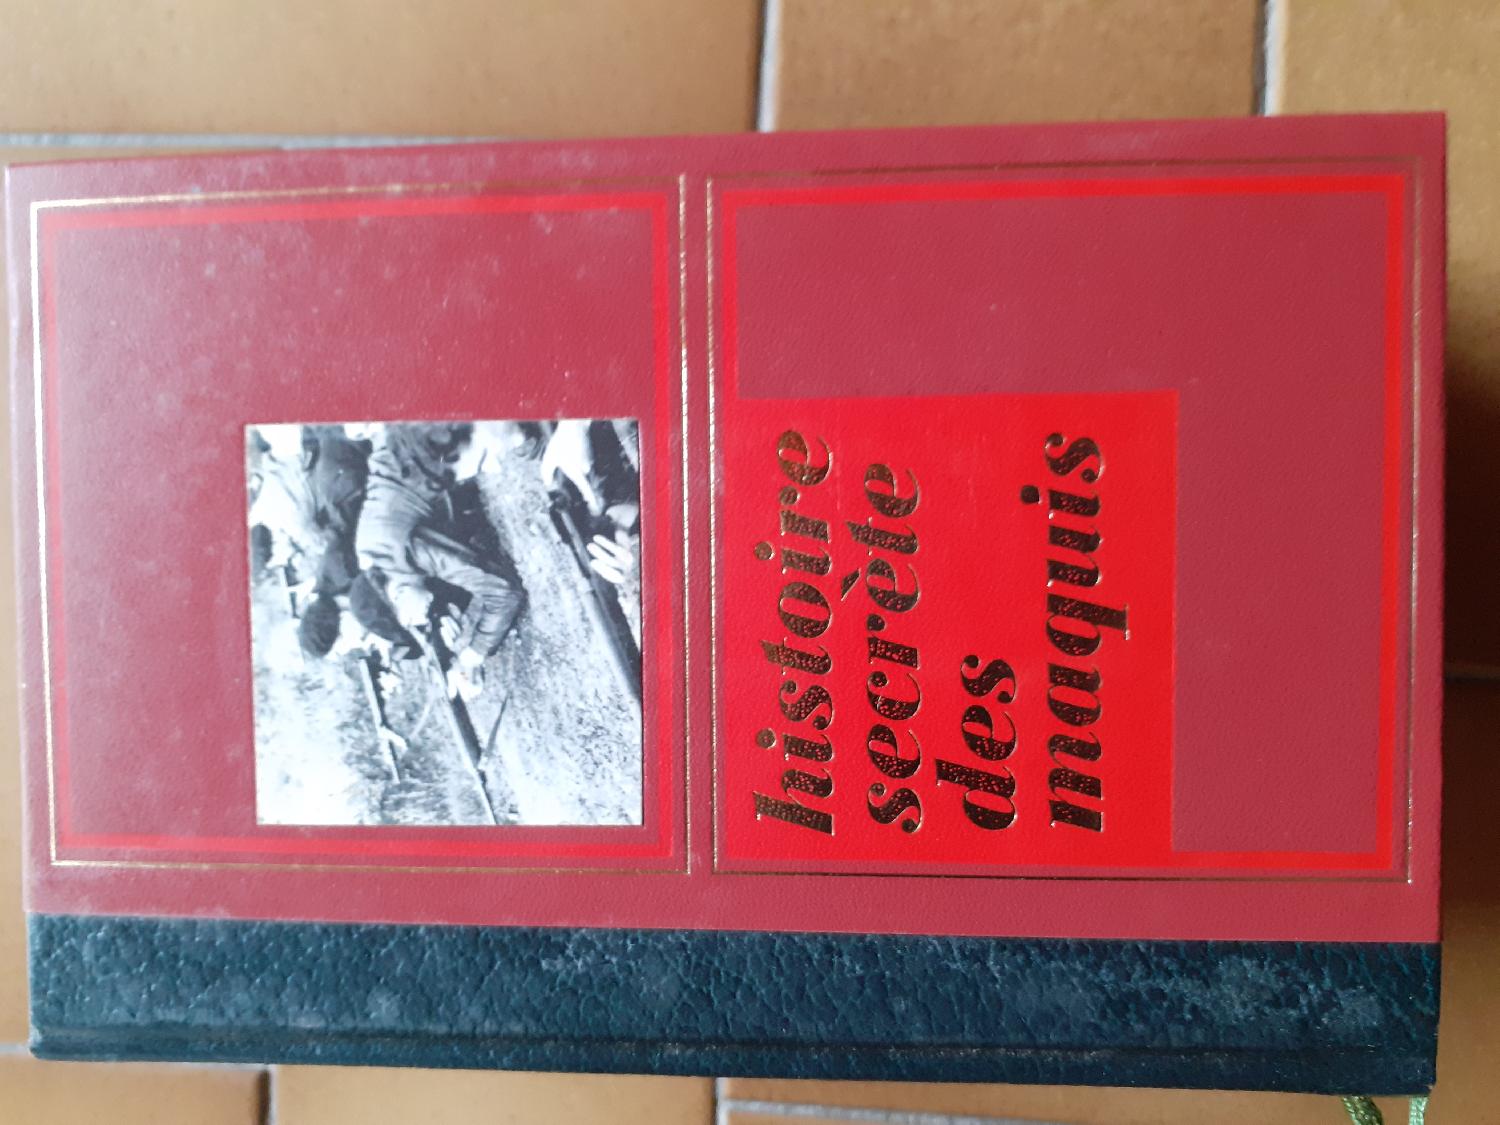 histoire
secrète
des
maquis